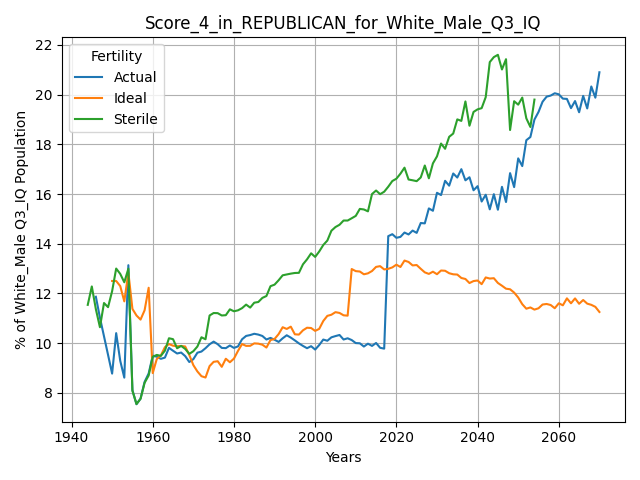 Score_4_in_REPUBLICAN_for_White_Male_Q3_IQ
Fertility
Actual
Ideal
Sterile
% of White_Male Q3_IQ Population
22
20
18
16
14
12
10
8
1940
1960
1980
2000
2020
2040
2060
Years